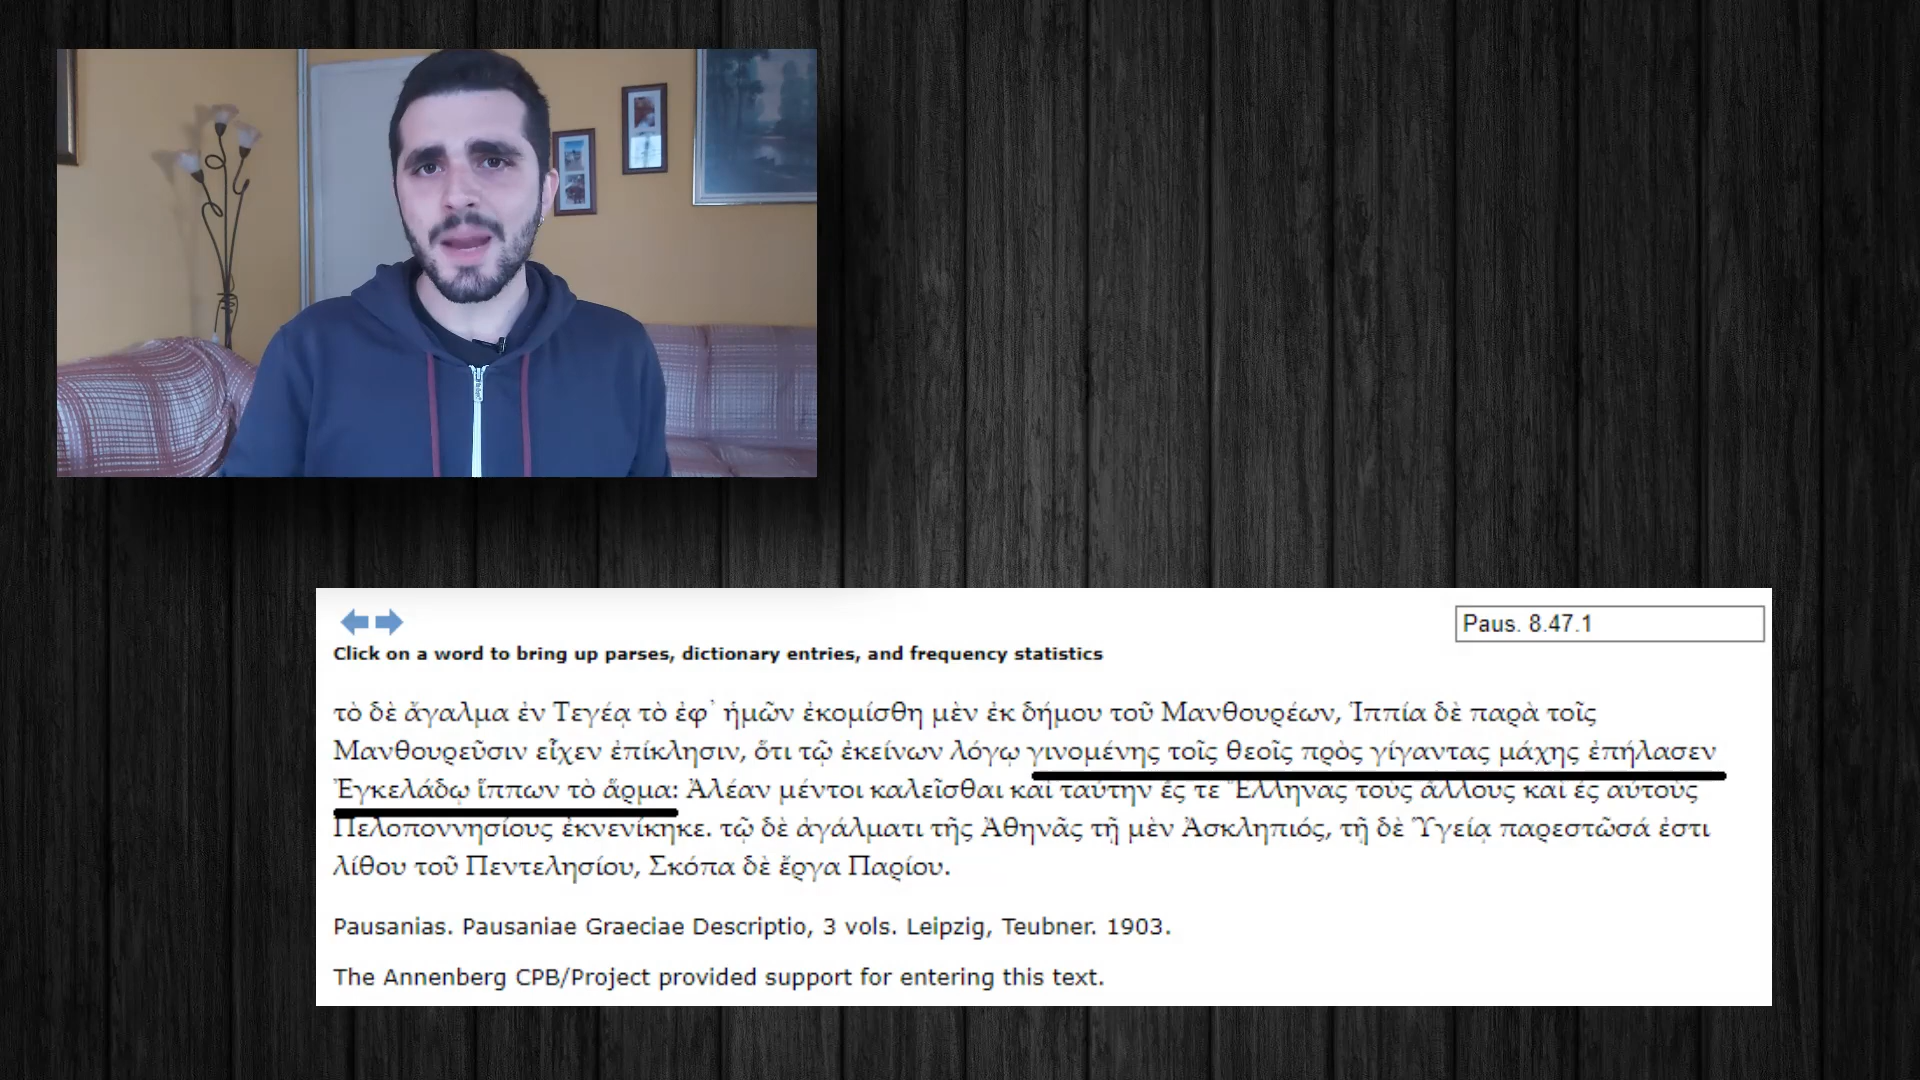 Paus. 8.47.1
Click on a word to bring up parses, dictionary entries, and frequency statistics
τὸ δὲ ἄγαλμα ἐν Τεγέᾳ τὸ ἐφ᾽ ἡμῶν ἐκομίσθη μὲν ἐκ δήμου τοῦ Μανθουρέων, Ἱππία δὲ παρὰ τοῖς
Μανθουρεῦσιν εἶχεν ἐπίκλησιν, ὅτι τῷ ἐκείνων λόγῳ γινομένης τοῖς θεοῖς πρὸς γίγαντας μάχης ἐπήλασεν
Ἐγκελάδῳ ἵππων τὸ ἅρμα: Ἀλέαν μέντοι καλεῖσθαι καὶ ταύτην ἔς τε Ἕλληνας τοὺς ἄλλους καὶ ἐς αὐτοὺς
Πελοποννησίους ἐκνενίκηκε. τῷ δὲ ἀγάλματι τῆς Ἀθηνᾶς τῇ μὲν Ἀσκληπιός, τῇ δὲ Ὑγείᾳ παρεστῶσά ἐστι
λίθου τοῦ Πεντελησίου, Σκόπα δὲ ἔργα Παρίου.
Pausanias. Pausaniae Graeciae Descriptio, 3 vols. Leipzig, Teubner. 1903.
The Annenberg CPB/Project provided support for entering this text.